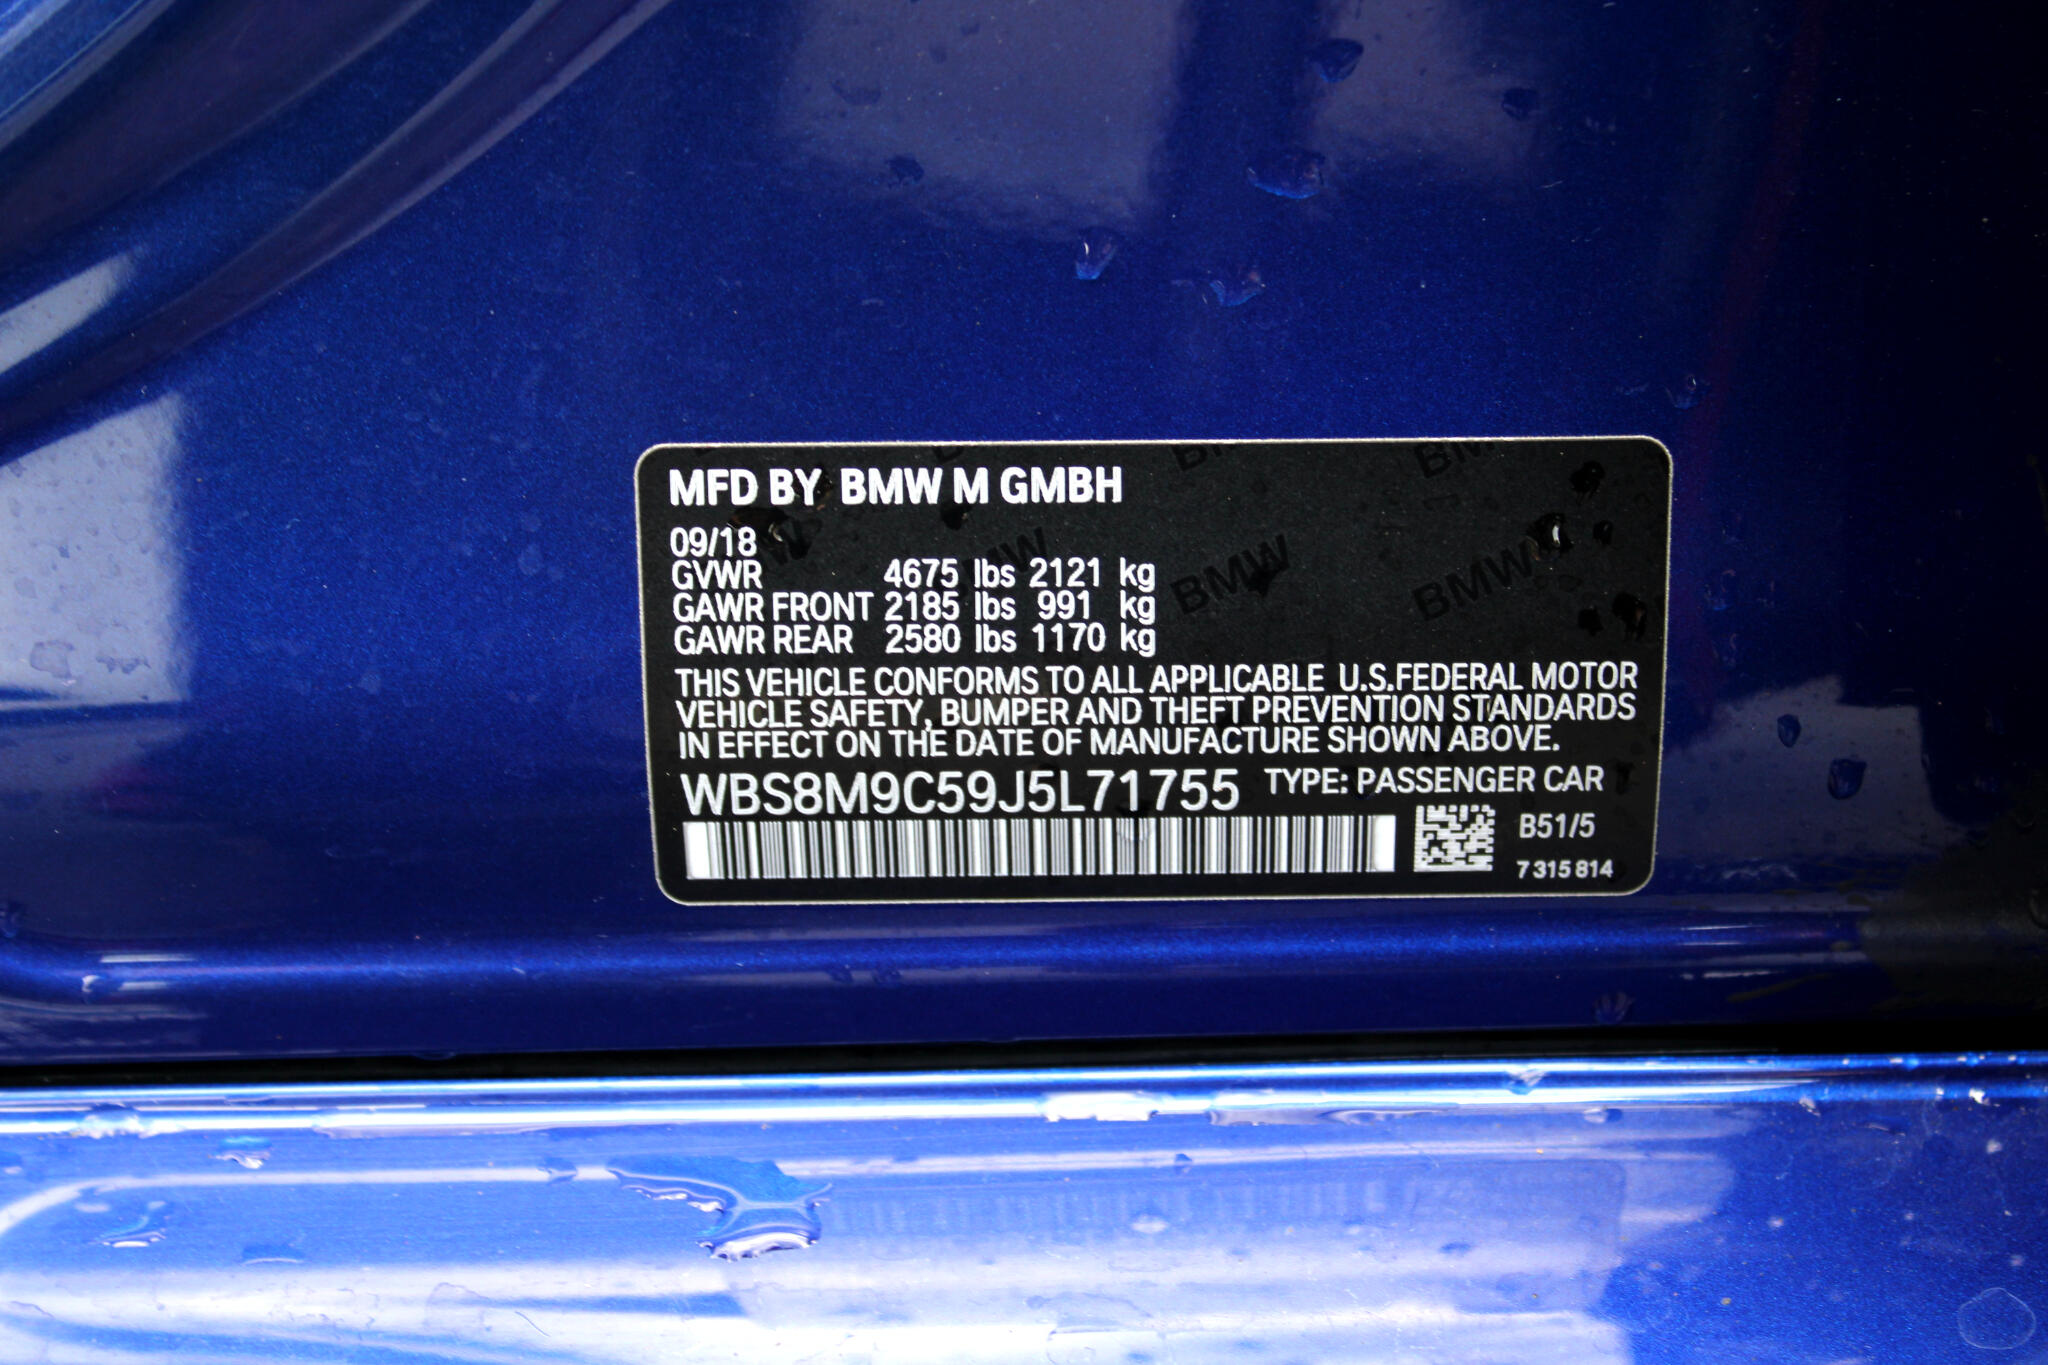 MFD BY BMW M GMBH
09/18
GVWR 4675 lbs 2121 kg
GAWR FRONT 2185 lbs 991 kg
GAWR REAR 2580 lbs 1170 kg
THIS VEHICLE CONFORMS TO ALL APPLICABLE U.S.FEDERAL MOTOR
VEHICLE SAFETY, BUMPER AND THEFT PREVENTION STANDARDS
IN EFFECT ON THE DATE OF MANUFACTURE SHOWN ABOVE.
WBS8M9C59J5L71755 TYPE: PASSENGER CAR
B51/5
7 315 814